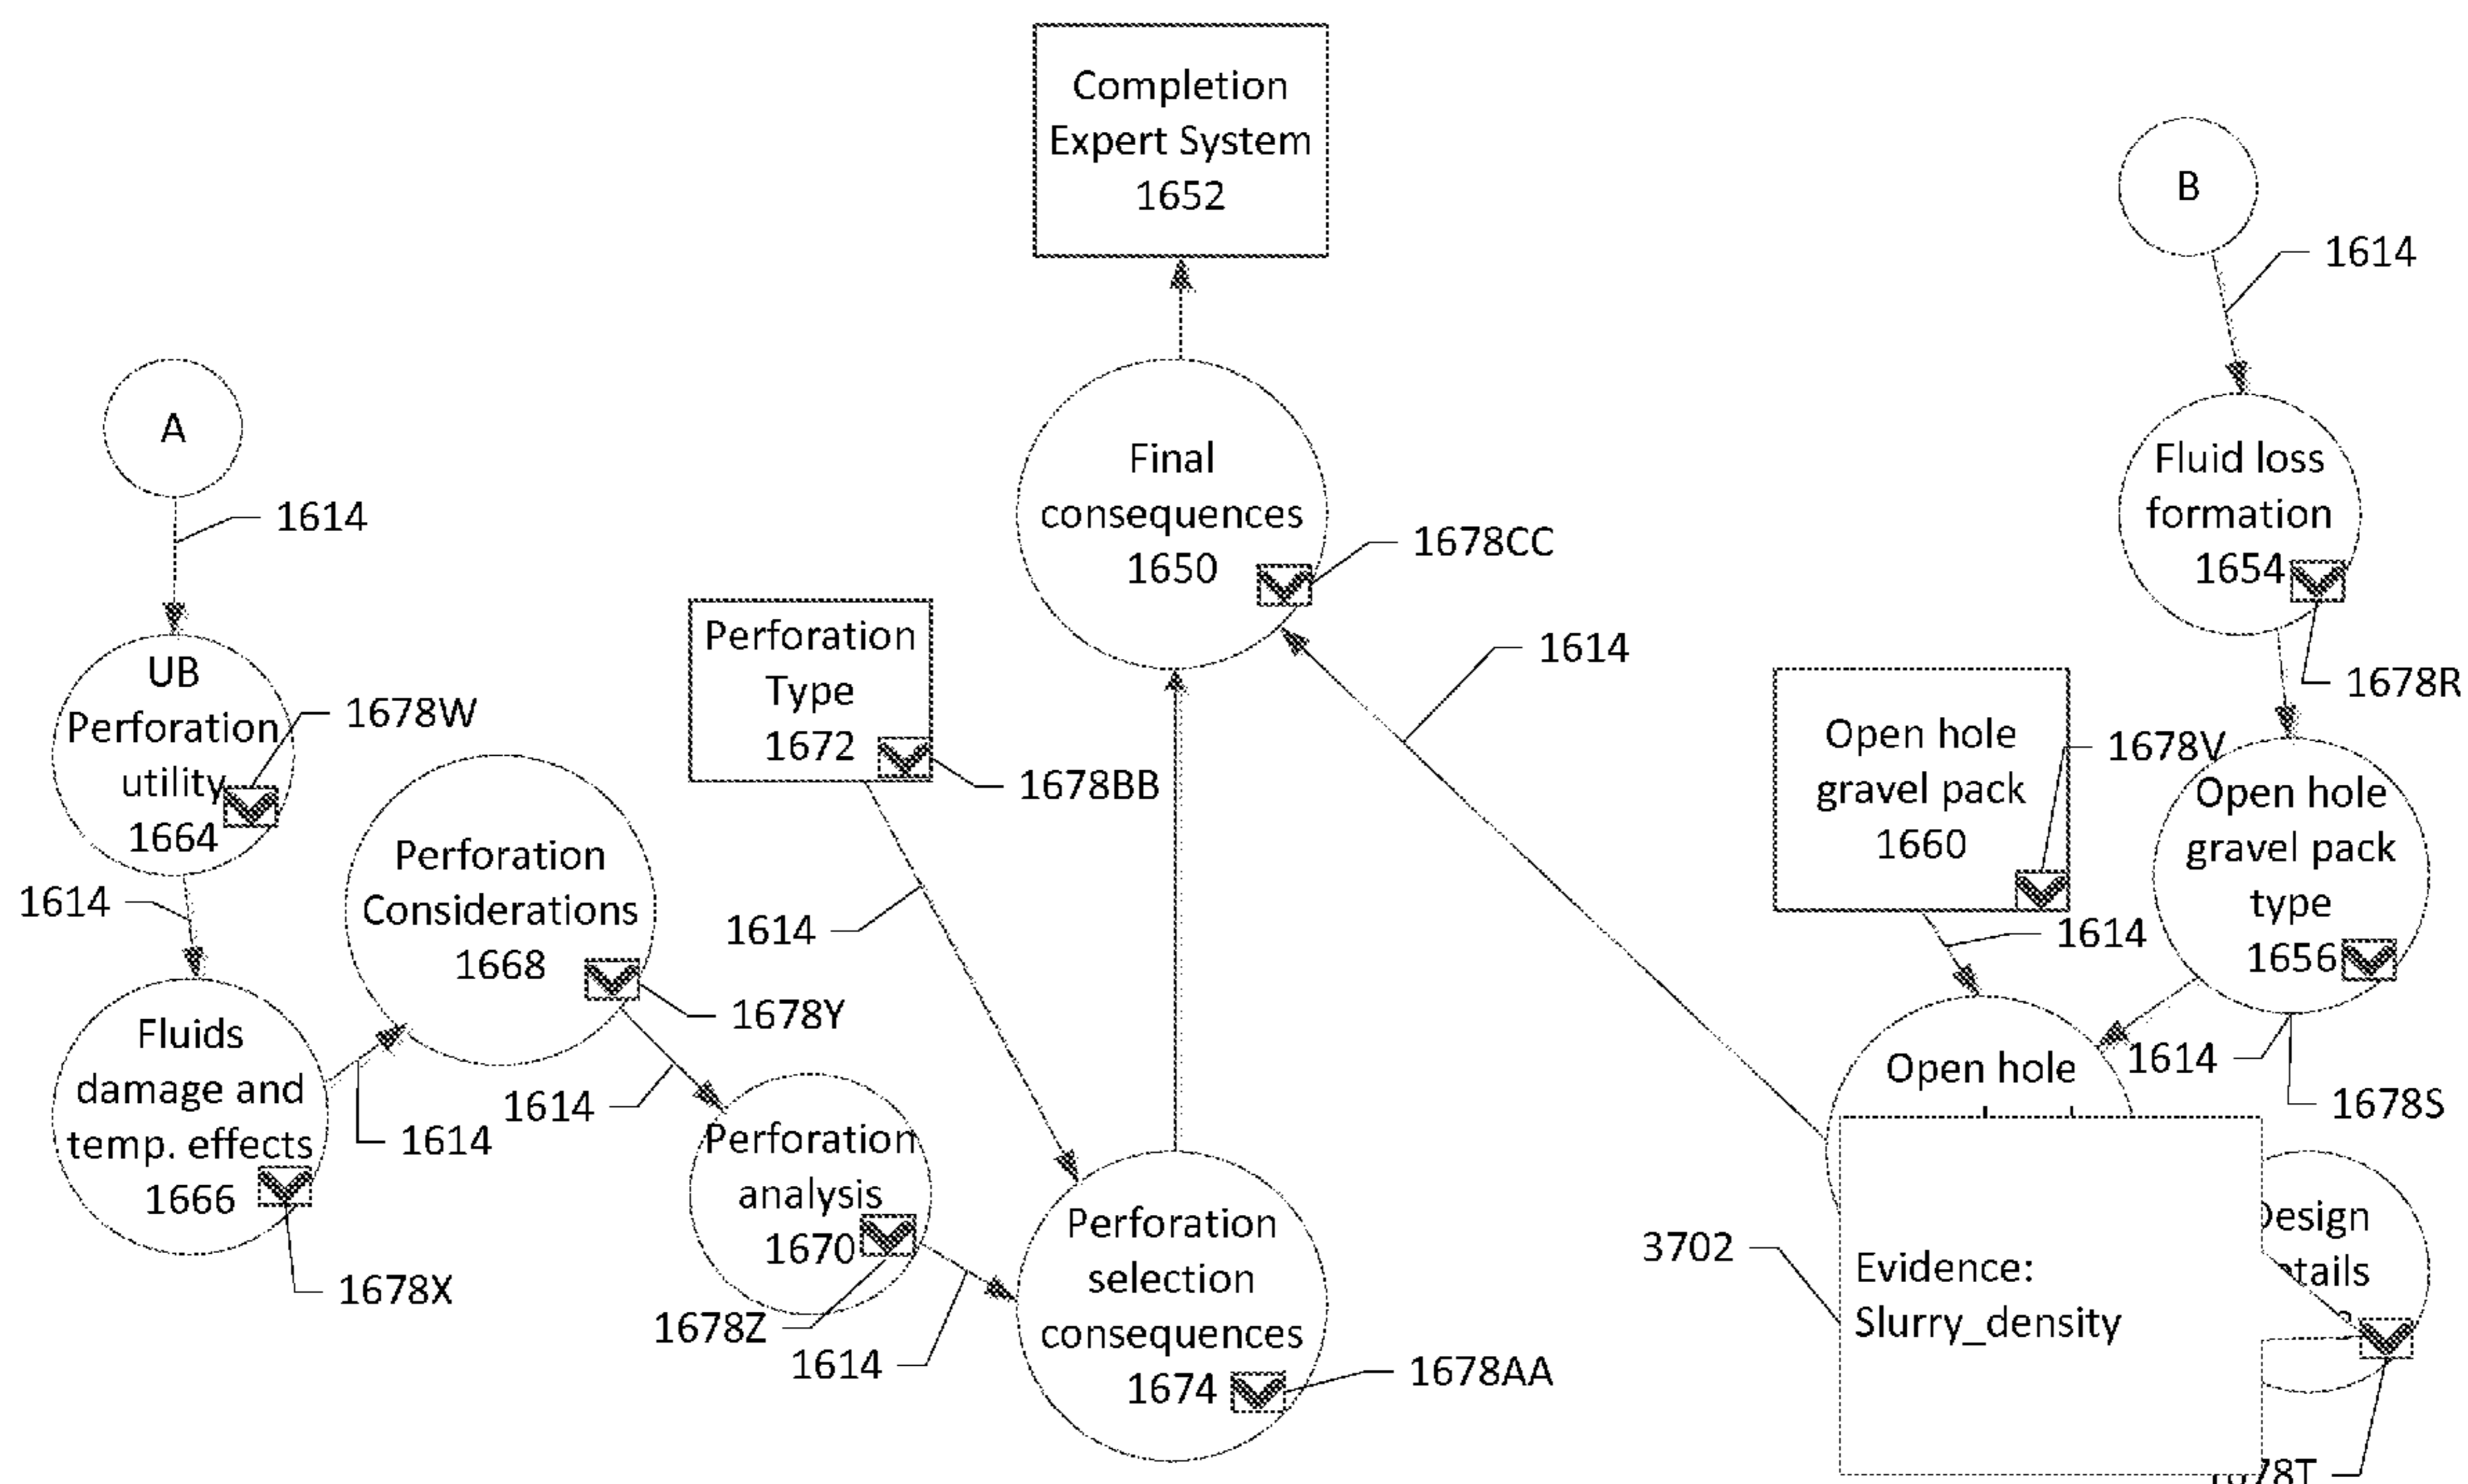 Completion
Expert System
1652
B
1614
A
1614
Final
consequences
1650
1678CC
Fluid loss
formation
1654
1678R
UB
Perforation
utility
1664
1678W
Perforation
Type
1672
1678BB
1614
Open hole
gravel pack
1660
1678V
Open hole
gravel pack
type
1656
1614
Perforation
Considerations
1668
1678Y
1614
1614
1614
1678S
Fluids
damage and
temp. effects
1666
1614
1678X
1614
Perforation
analysis
1670
1678Z
1614
Perforation
selection
consequences
1674
1678AA
Open hole
3702
Evidence:
Slurry_density